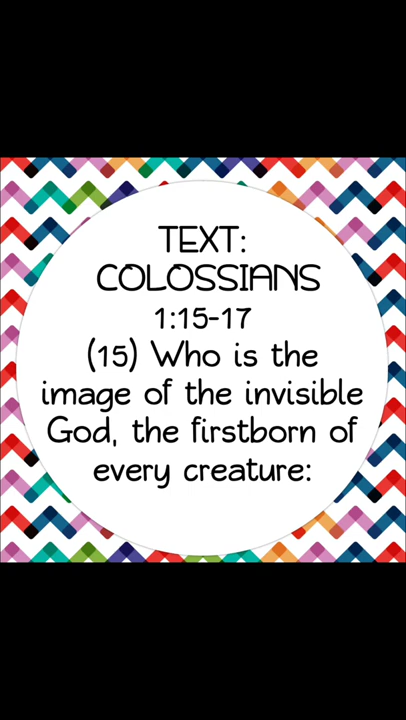 TEXT:
COLOSSIANS
1:15-17
(15) Who is the
image of the invisible
God, the firstborn of
every creature: